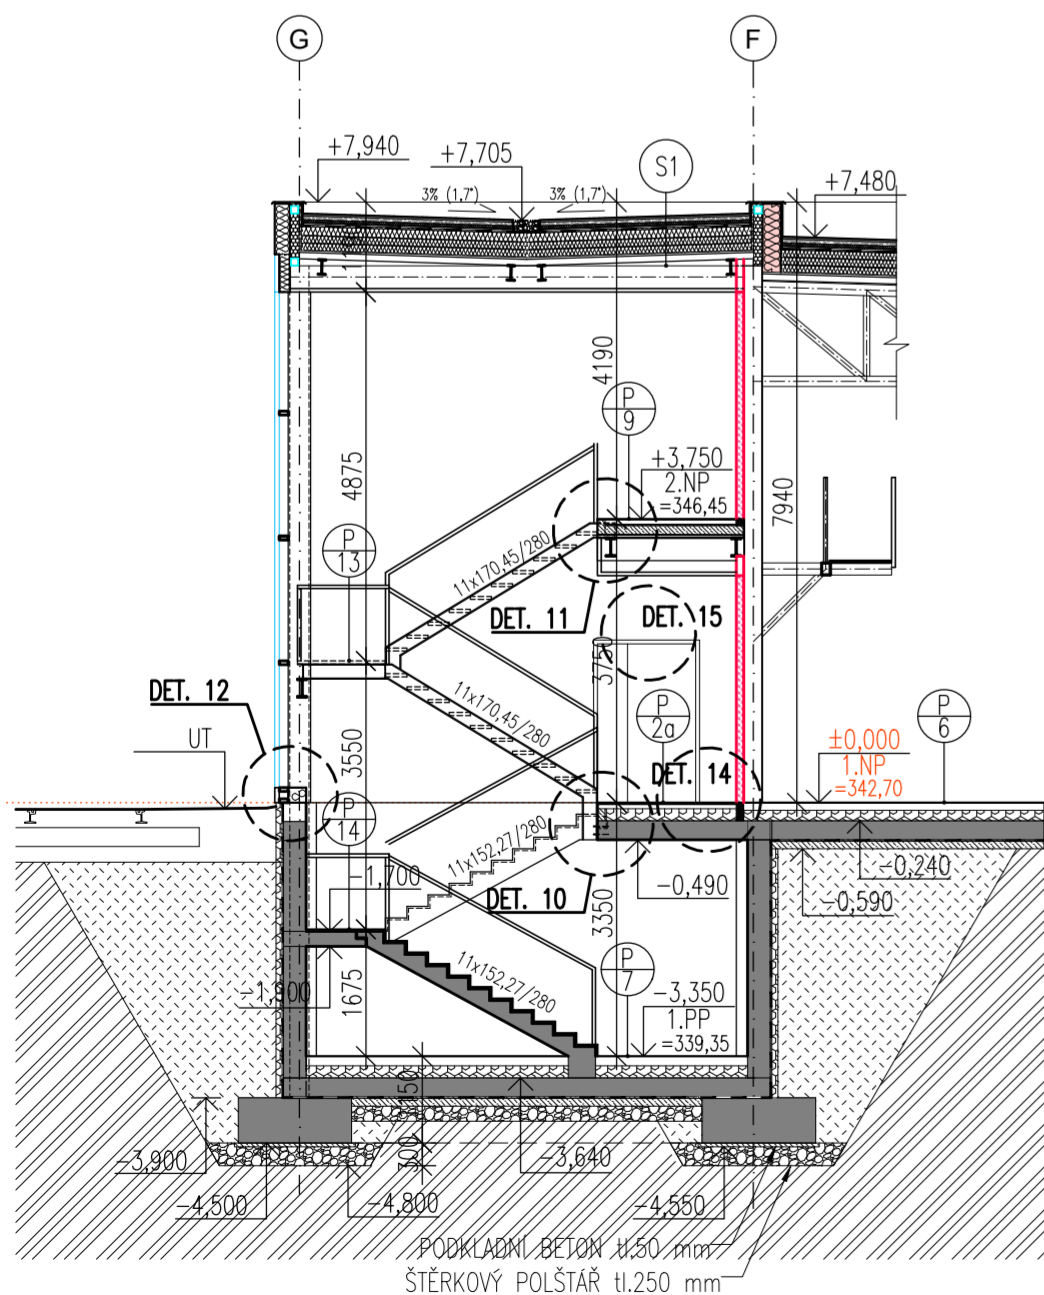 G
F
+7,940
+7,705
S1
+7,480
3% (1,7°)
3% (1,7°)
4190
P
9
+3,750
2.NP
=346,45
7940
4875
P
13
11x170,45/280
DET. 11
DET. 15
3750
DET. 12
11x170,45/280
P
2a
P
6
UT
3550
DET. 14
±0,000
1.NP
=342,70
P
14
11x152,27/280
-1,700
DET. 10
-0,490
-0,240
-0,590
3350
11x152,27/280
P
7
1675
-3,350
1.PP
=339,35
300
-3,900
-3,640
-4,500
-4,800
-4,550
PODKLADNÍ BETON tl.50 mm
ŠTĚRKOVÝ POLŠTÁŘ tl.250 mm